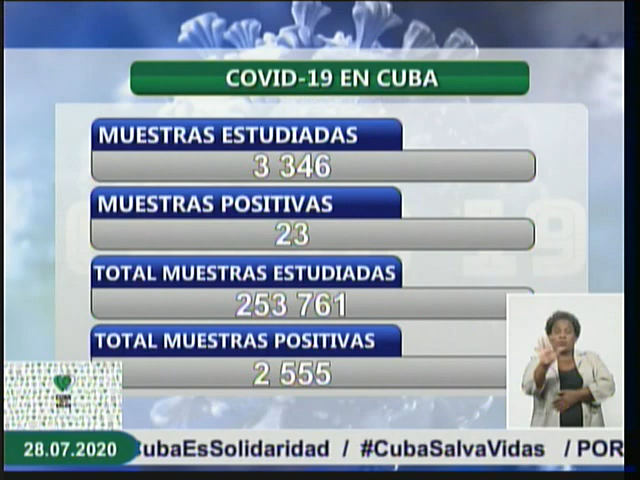 COVID-19 EN CUBA
MUESTRAS ESTUDIADAS
3 346
MUESTRAS POSITIVAS
23
TOTAL MUESTRAS ESTUDIADAS
253 761
TOTAL MUESTRAS POSITIVAS
2 555
28.07.2020 CubaEsSolidaridad / #CubaSalvaVidas / POR